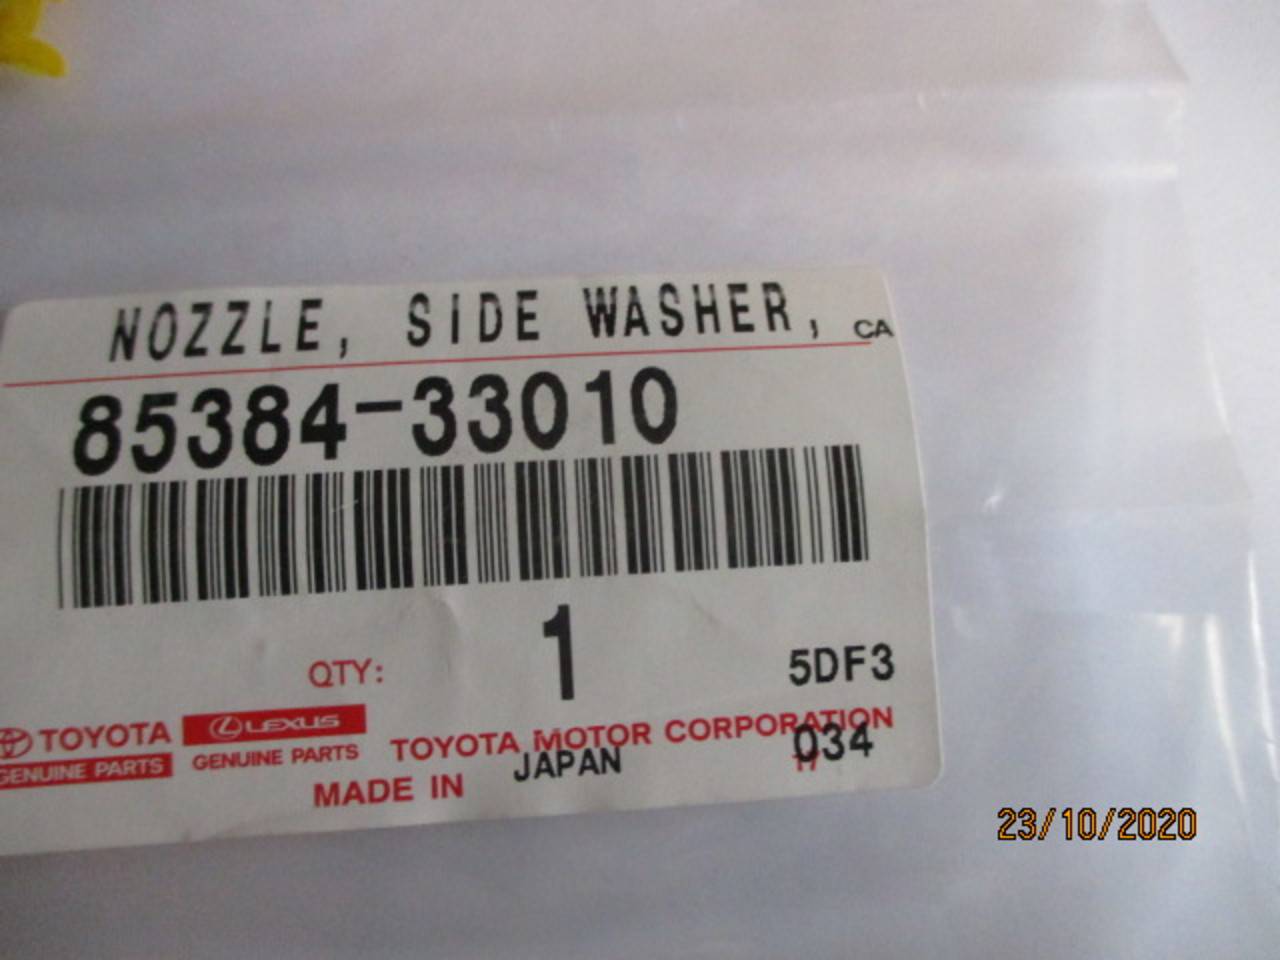 NOZZLE, SIDE WASHER, CA
85384-33010
QTY: 1 5DF3
TOYOTA LEXUS
GENUINE PARTS GENUINE PARTS TOYOTA MOTOR CORPORATION
MADE IN JAPAN 034
23/10/2020